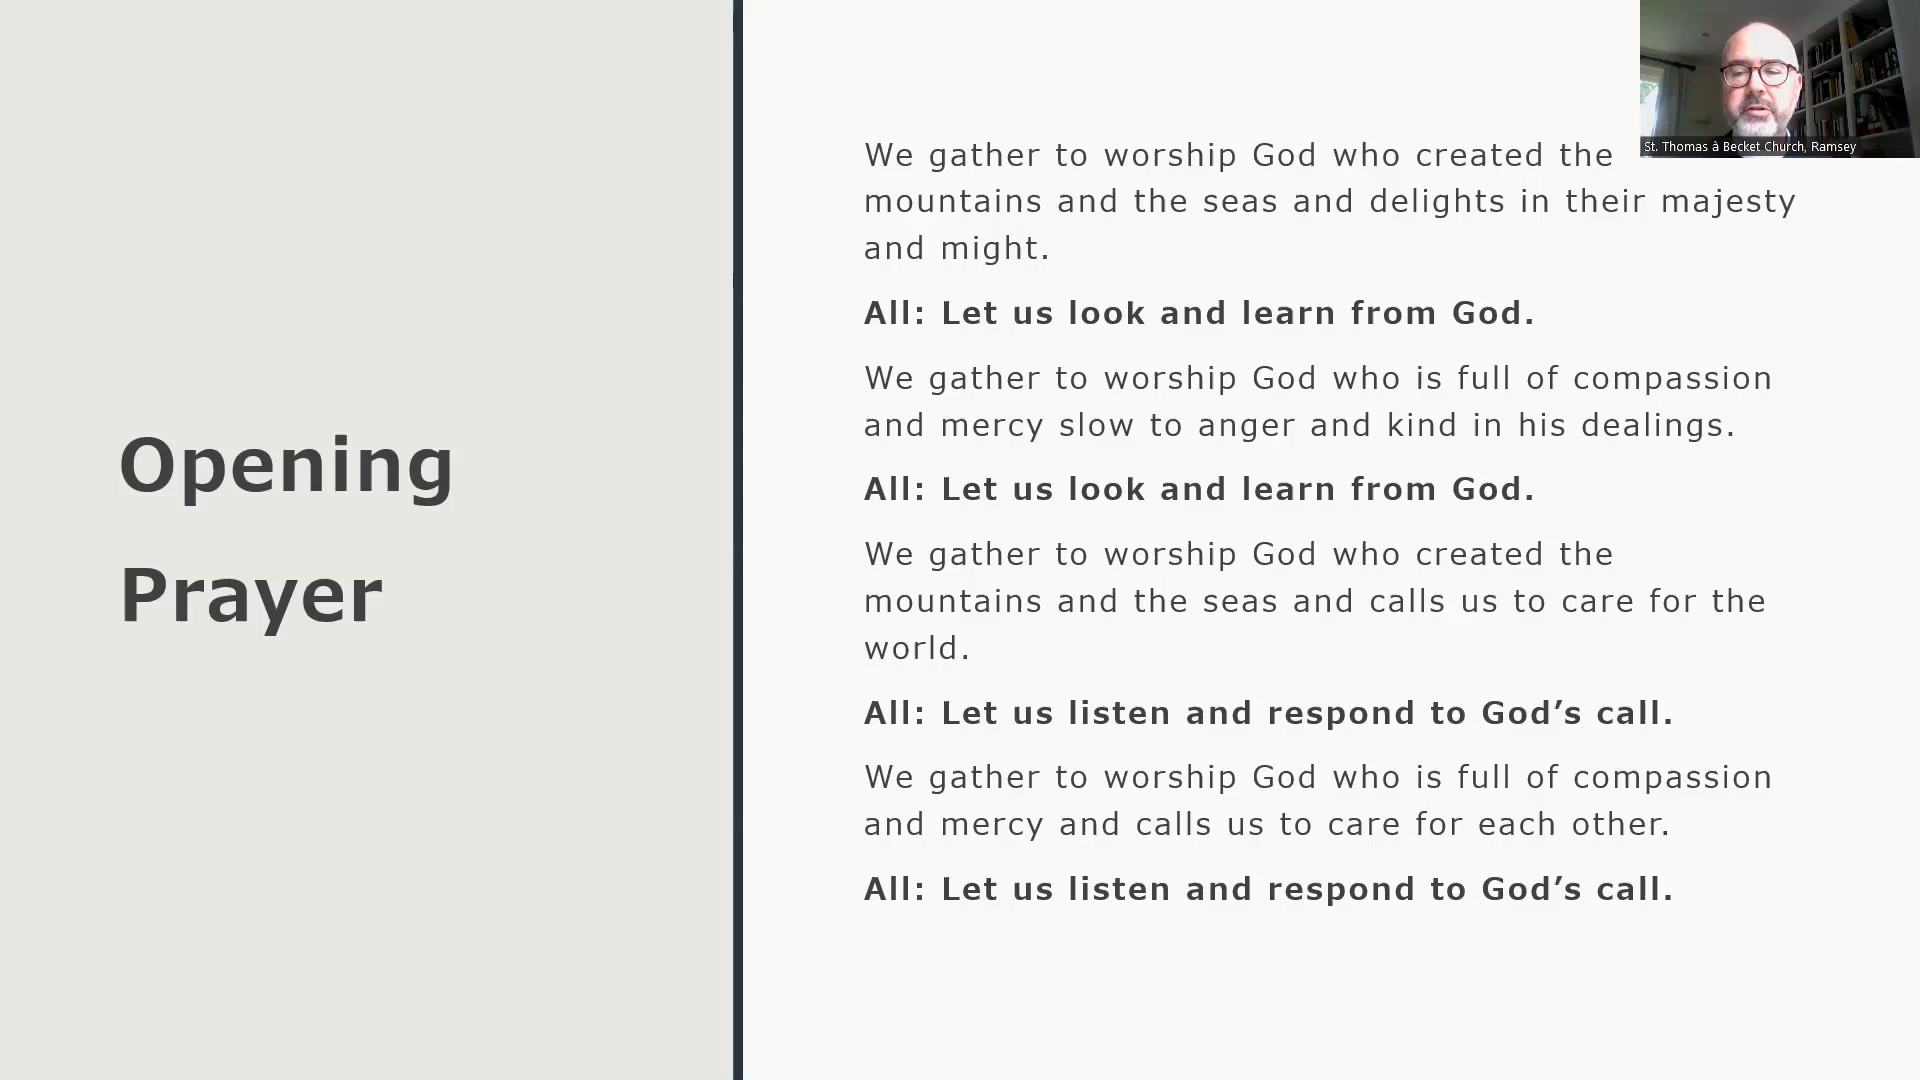 Opening
Prayer
We gather to worship God who created the
mountains and the seas and delights in their majesty
and might.
All: Let us look and learn from God.
We gather to worship God who is full of compassion
and mercy slow to anger and kind in his dealings.
All: Let us look and learn from God.
We gather to worship God who created the
mountains and the seas and calls us to care for the
world.
All: Let us listen and respond to God’s call.
We gather to worship God who is full of compassion
and mercy and calls us to care for each other.
All: Let us listen and respond to God’s call.
St. Thomas à Becket Church, Ramsey